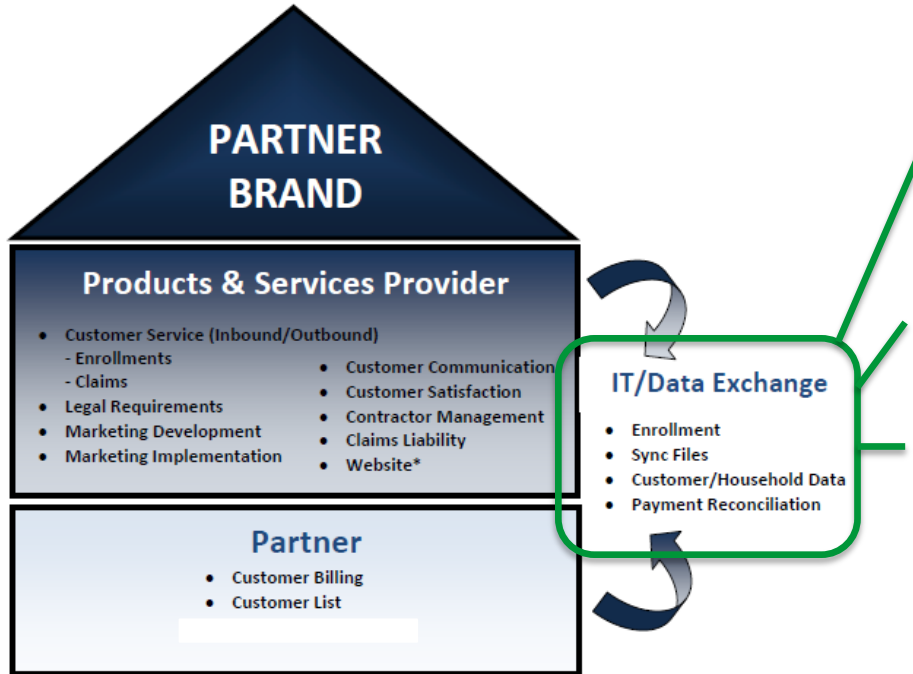 PARTNER
BRAND
Products & Services Provider
• Customer Service (Inbound/Outbound)
- Enrollments
- Claims
• Legal Requirements
• Marketing Development
• Marketing Implementation
• Customer Communication
• Customer Satisfaction
• Contractor Management
• Claims Liability
• Website*
IT/Data Exchange
• Enrollment
• Sync Files
• Customer/Household Data
• Payment Reconciliation
Partner
• Customer Billing
• Customer List